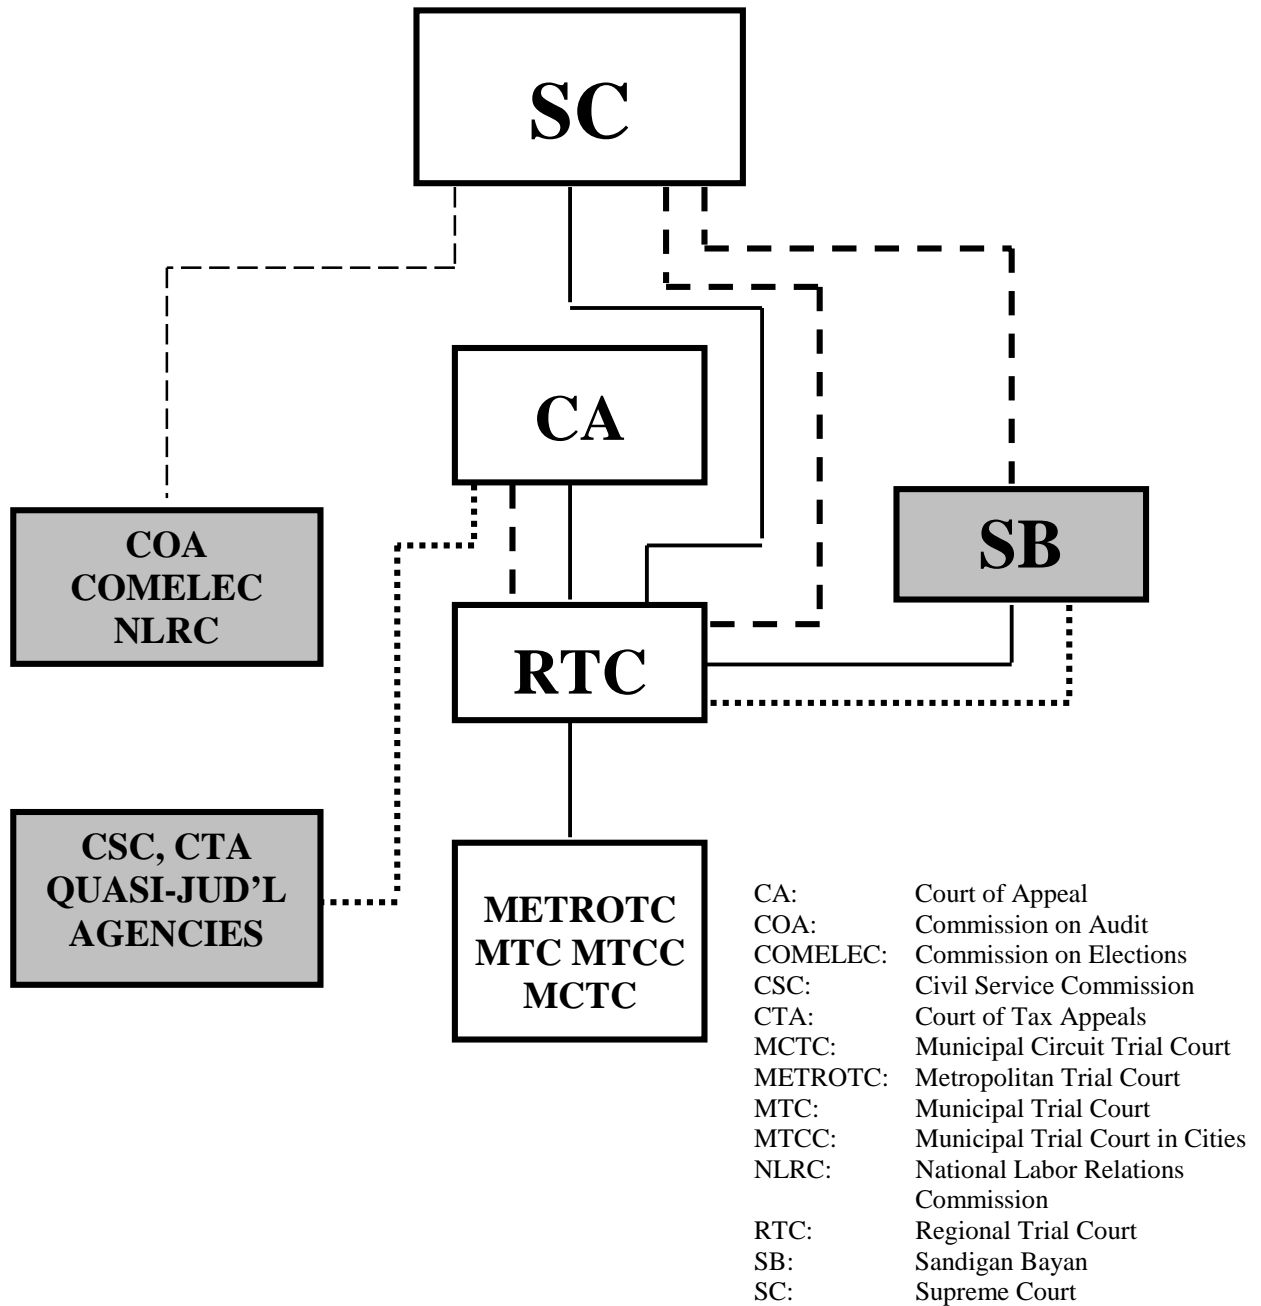 SC
CA
COA
COMELEC
NLRC
SB
RTC
CSC, CTA
QUASI-JUD’L
AGENCIES
METROTC
MTC MTCC
MCTC
CA: Court of Appeal
COA: Commission on Audit
COMELEC: Commission on Elections
CSC: Civil Service Commission
CTA: Court of Tax Appeals
MCTC: Municipal Circuit Trial Court
METROTC: Metropolitan Trial Court
MTC: Municipal Trial Court
MTCC: Municipal Trial Court in Cities
NLRC: National Labor Relations
Commission
RTC: Regional Trial Court
SB: Sandigan Bayan
SC: Supreme Court